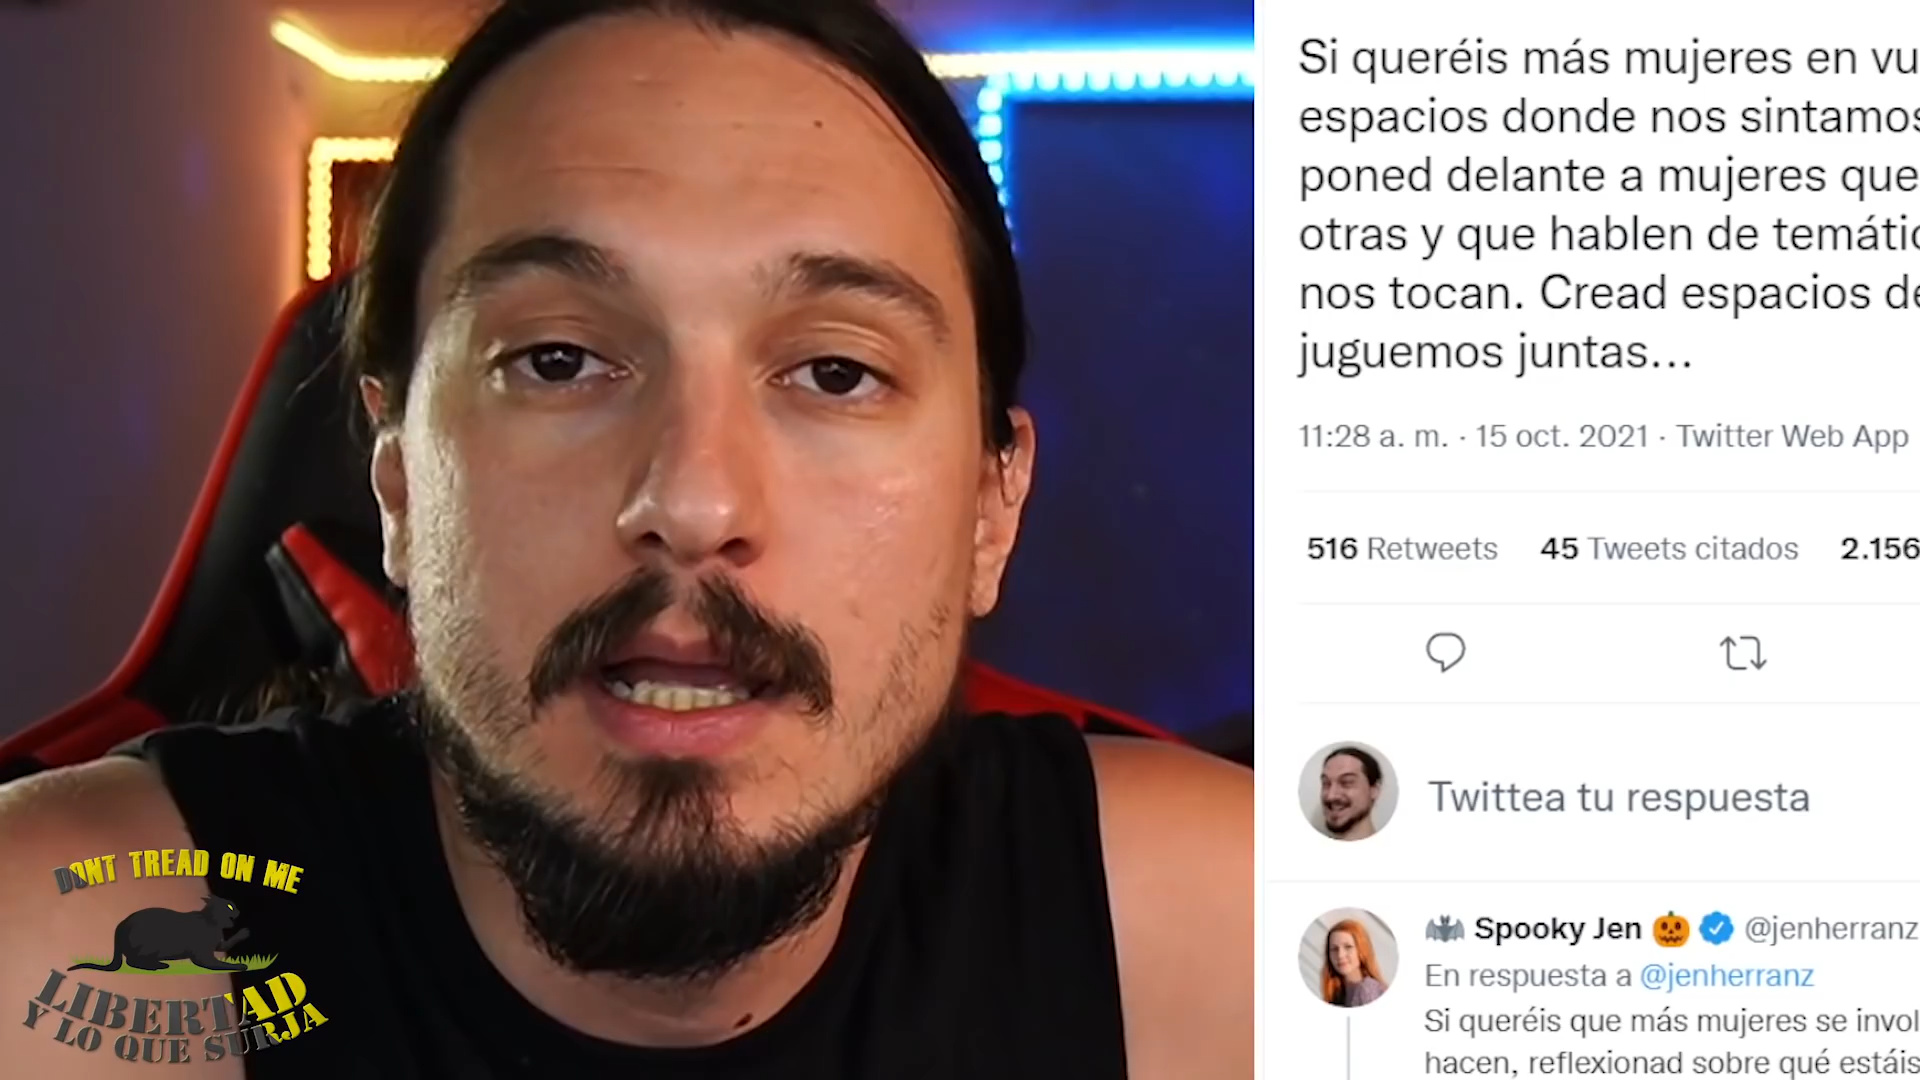 Si queréis más mujeres en vu
espacios donde nos sintamos
poned delante a mujeres que
otras y que hablen de temátic
nos tocan. Cread espacios de
juguemos juntas...
11:28 a. m. · 15 oct. 2021 · Twitter Web App
516 Retweets 45 Tweets citados 2.156
Twittea tu respuesta
Spooky Jen @jenherranz
En respuesta a @jenherranz
Si queréis que más mujeres se invol
hacen, reflexionad sobre qué estáis
DONT TREAD ON ME
LIBERTAD
Y LO QUE SURJA